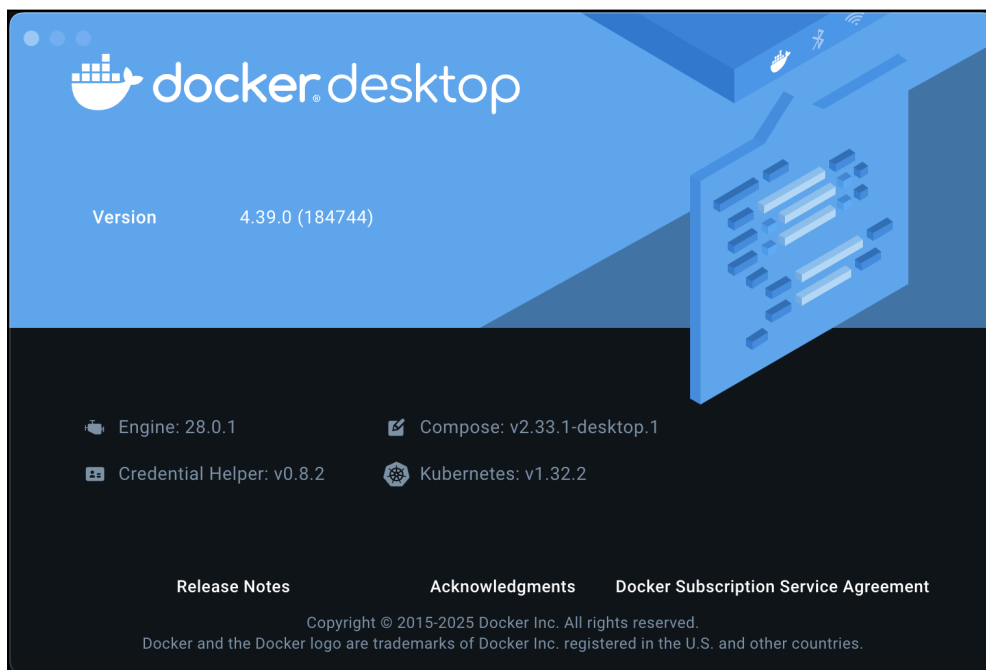 docker® desktop
Version 4.39.0 (184744)
Engine: 28.0.1
Compose: v2.33.1-desktop.1
Credential Helper: v0.8.2
Kubernetes: v1.32.2
Release Notes
Acknowledgments
Docker Subscription Service Agreement
Copyright © 2015-2025 Docker Inc. All rights reserved.
Docker and the Docker logo are trademarks of Docker Inc. registered in the U.S. and other countries.